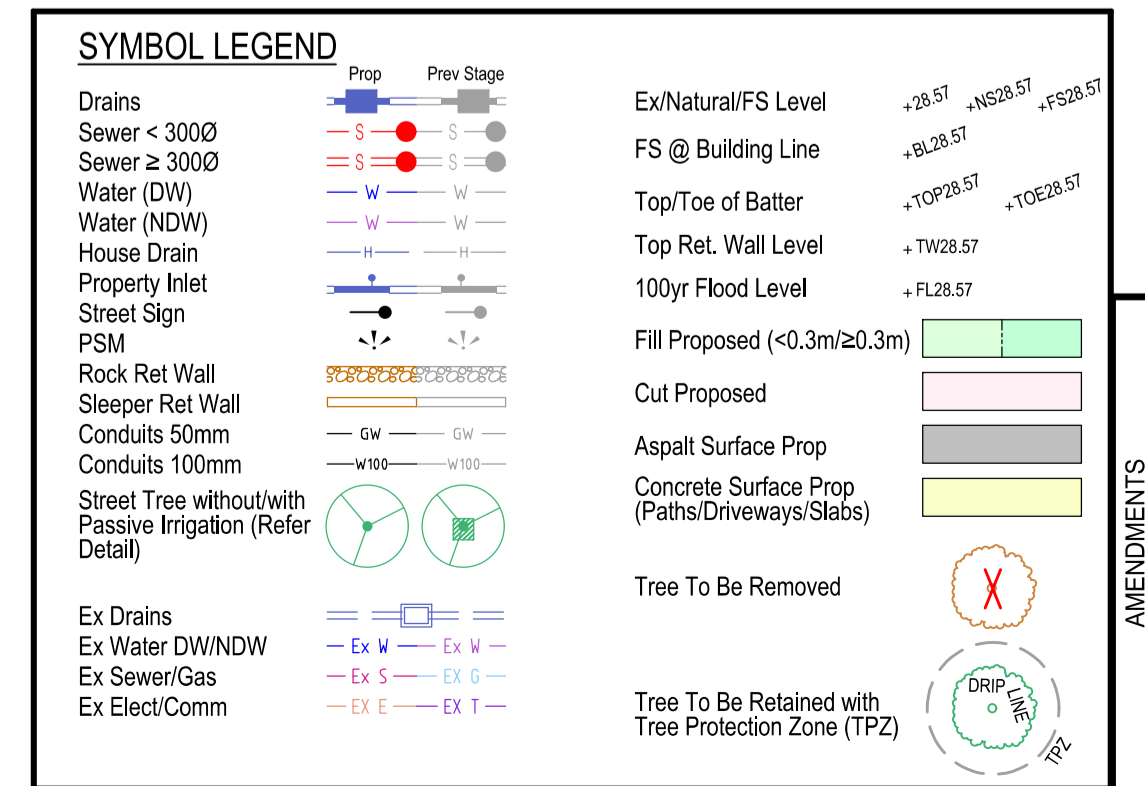 SYMBOL LEGEND
Prop Prev Stage
Drains
Sewer < 300Ø S S
Sewer ≥ 300Ø S S
Water (DW) W W
Water (NDW) W W
House Drain H H
Property Inlet
Street Sign
PSM
Rock Ret Wall
Sleeper Ret Wall
Conduits 50mm GW GW
Conduits 100mm W100 W100
Street Tree without/with
Passive Irrigation (Refer
Detail)
Ex Drains
Ex Water DW/NDW Ex W Ex W
Ex Sewer/Gas Ex S EX G
Ex Elect/Comm EX E EX T
Ex/Natural/FS Level +28.57 +NS28.57 +FS28.57
FS @ Building Line +BL28.57
Top/Toe of Batter +TOP28.57 +TOE28.57
Top Ret. Wall Level + TW28.57
100yr Flood Level + FL28.57
Fill Proposed (<0.3m/≥0.3m)
Cut Proposed
Aspalt Surface Prop
Concrete Surface Prop
(Paths/Driveways/Slabs)
Tree To Be Removed
Tree To Be Retained with
Tree Protection Zone (TPZ)
DRIP LINE
TPZ
AMENDMENTS